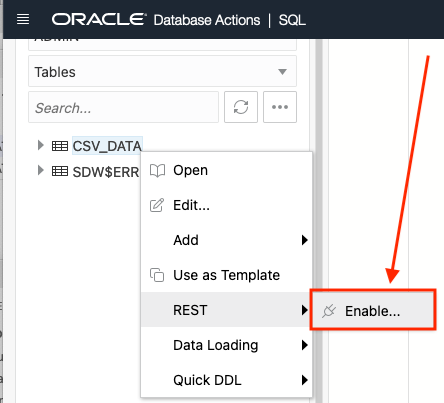 ORACLE Database Actions | SQL
Tables
Search...
CSV_DATA
SDW$ERR
Open
Edit...
Add
Use as Template
REST
Enable...
Data Loading
Quick DDL